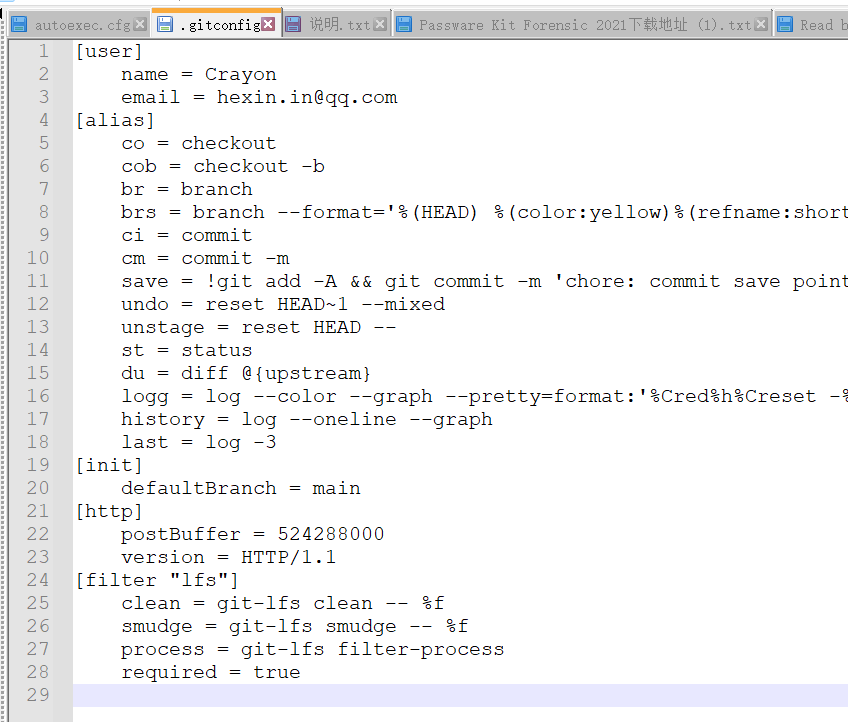 autoexec.cfg .gitconfig 说明.txt Passware Kit Forensic 2021下载地址 (1).txt Read
1 [user]
2 name = Crayon
3 email = hexin.in@qq.com
4 [alias]
5 co = checkout
6 cob = checkout -b
7 br = branch
8 brs = branch --format='%(HEAD) %(color:yellow)%(refname:short
9 ci = commit
10 cm = commit -m
11 save = !git add -A && git commit -m 'chore: commit save point
12 undo = reset HEAD~1 --mixed
13 unstage = reset HEAD --
14 st = status
15 du = diff @{upstream}
16 logg = log --color --graph --pretty=format:'%Cred%h%Creset -%
17 history = log --oneline --graph
18 last = log -3
19 [init]
20 defaultBranch = main
21 [http]
22 postBuffer = 524288000
23 version = HTTP/1.1
24 [filter "lfs"]
25 clean = git-lfs clean -- %f
26 smudge = git-lfs smudge -- %f
27 process = git-lfs filter-process
28 required = true
29